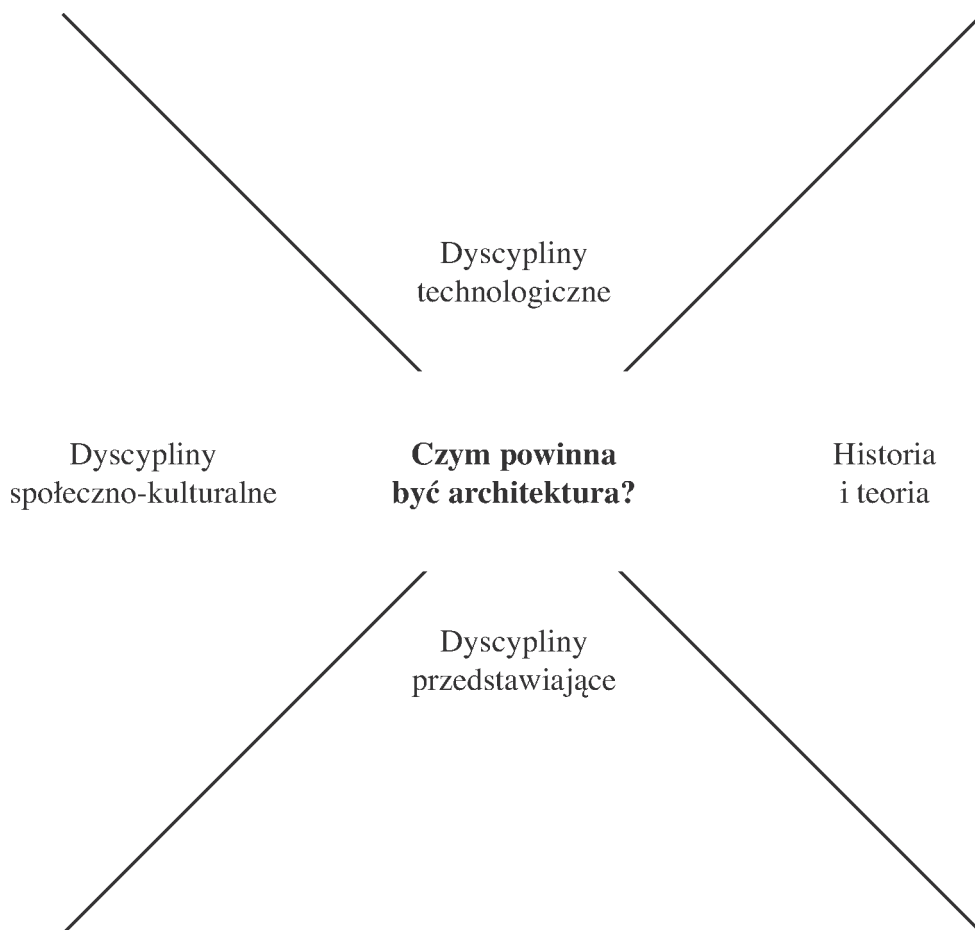 Dyscypliny
technologiczne
Dyscypliny
społeczno-kulturalne
Czym powinna
być architektura?
Historia
i teoria
Dyscypliny
przedstawiające